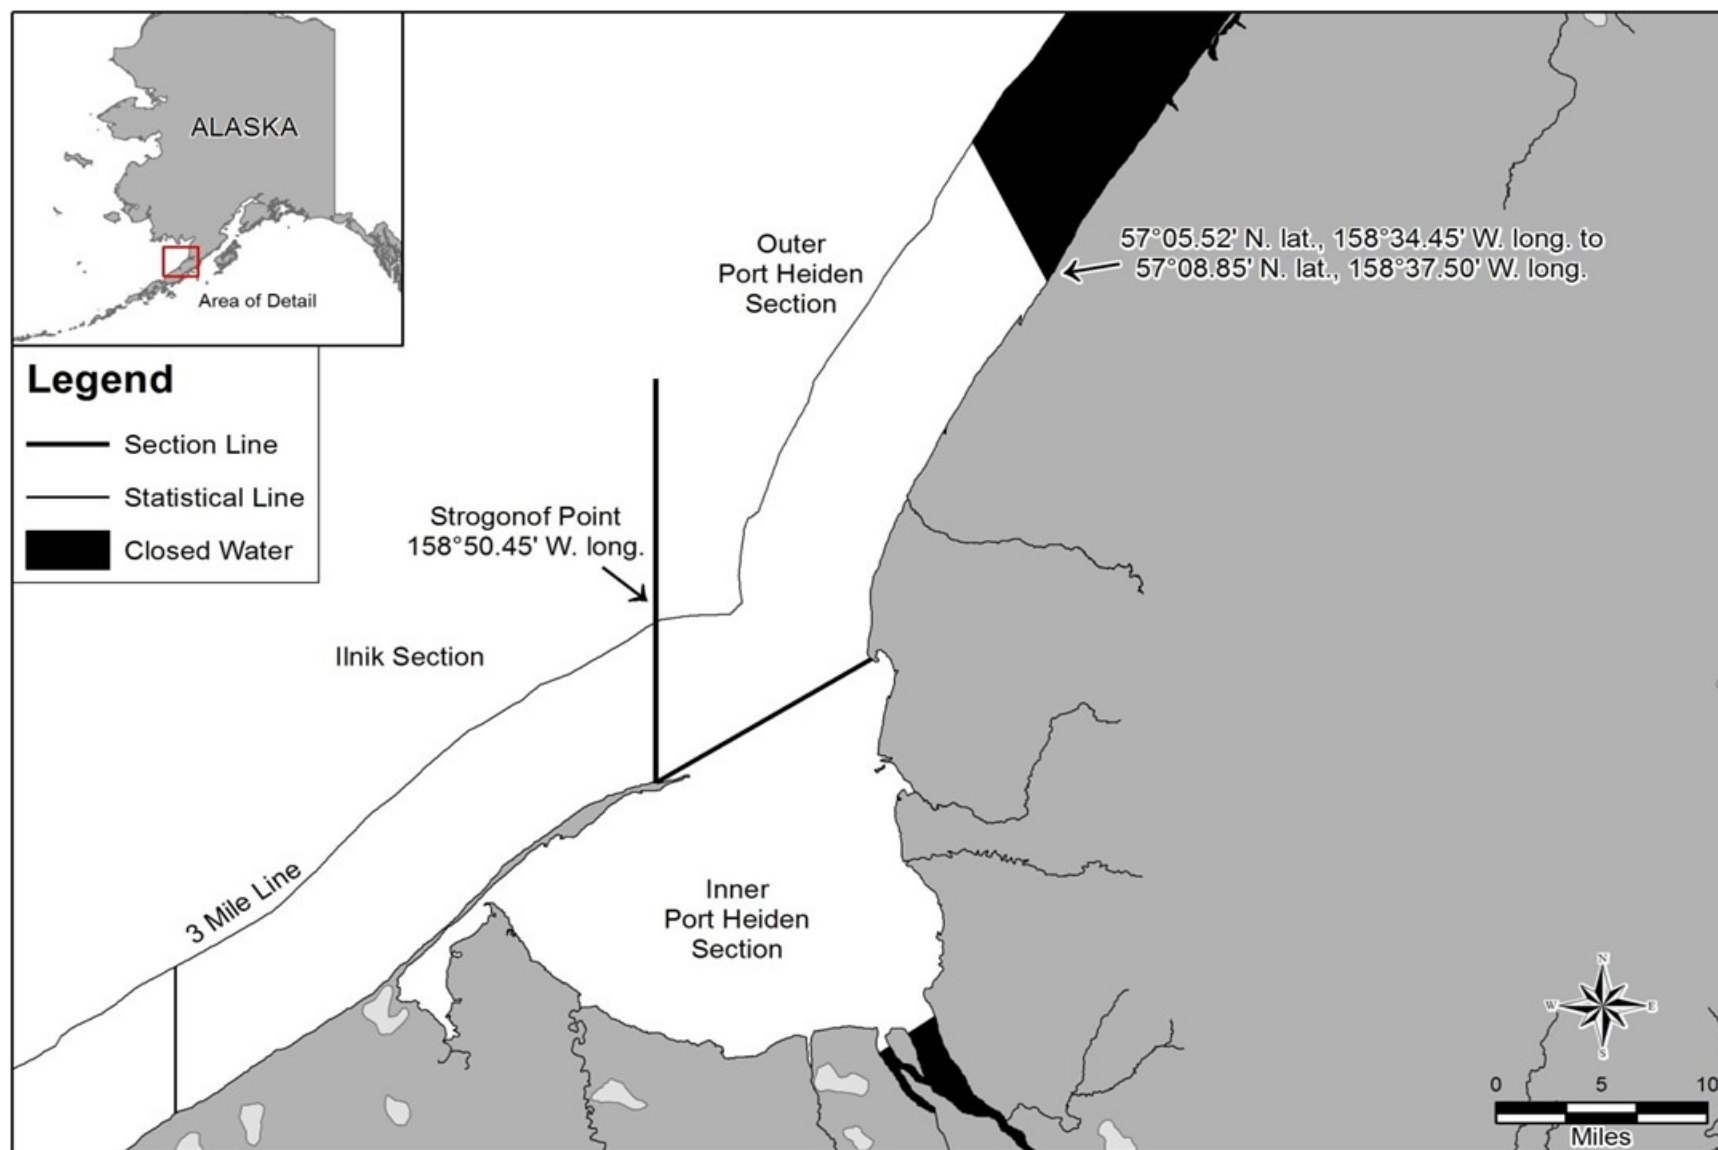 ALASKA
Area of Detail
Legend
Section Line
Statistical Line
Closed Water
Outer
Port Heiden
Section
57°05.52' N. lat., 158°34.45' W. long. to
57°08.85' N. lat., 158°37.50' W. long.
Strogonof Point
158°50.45' W. long.
Ilnik Section
3 Mile Line
Inner
Port Heiden
Section
N
W E
S
0 5 10
Miles